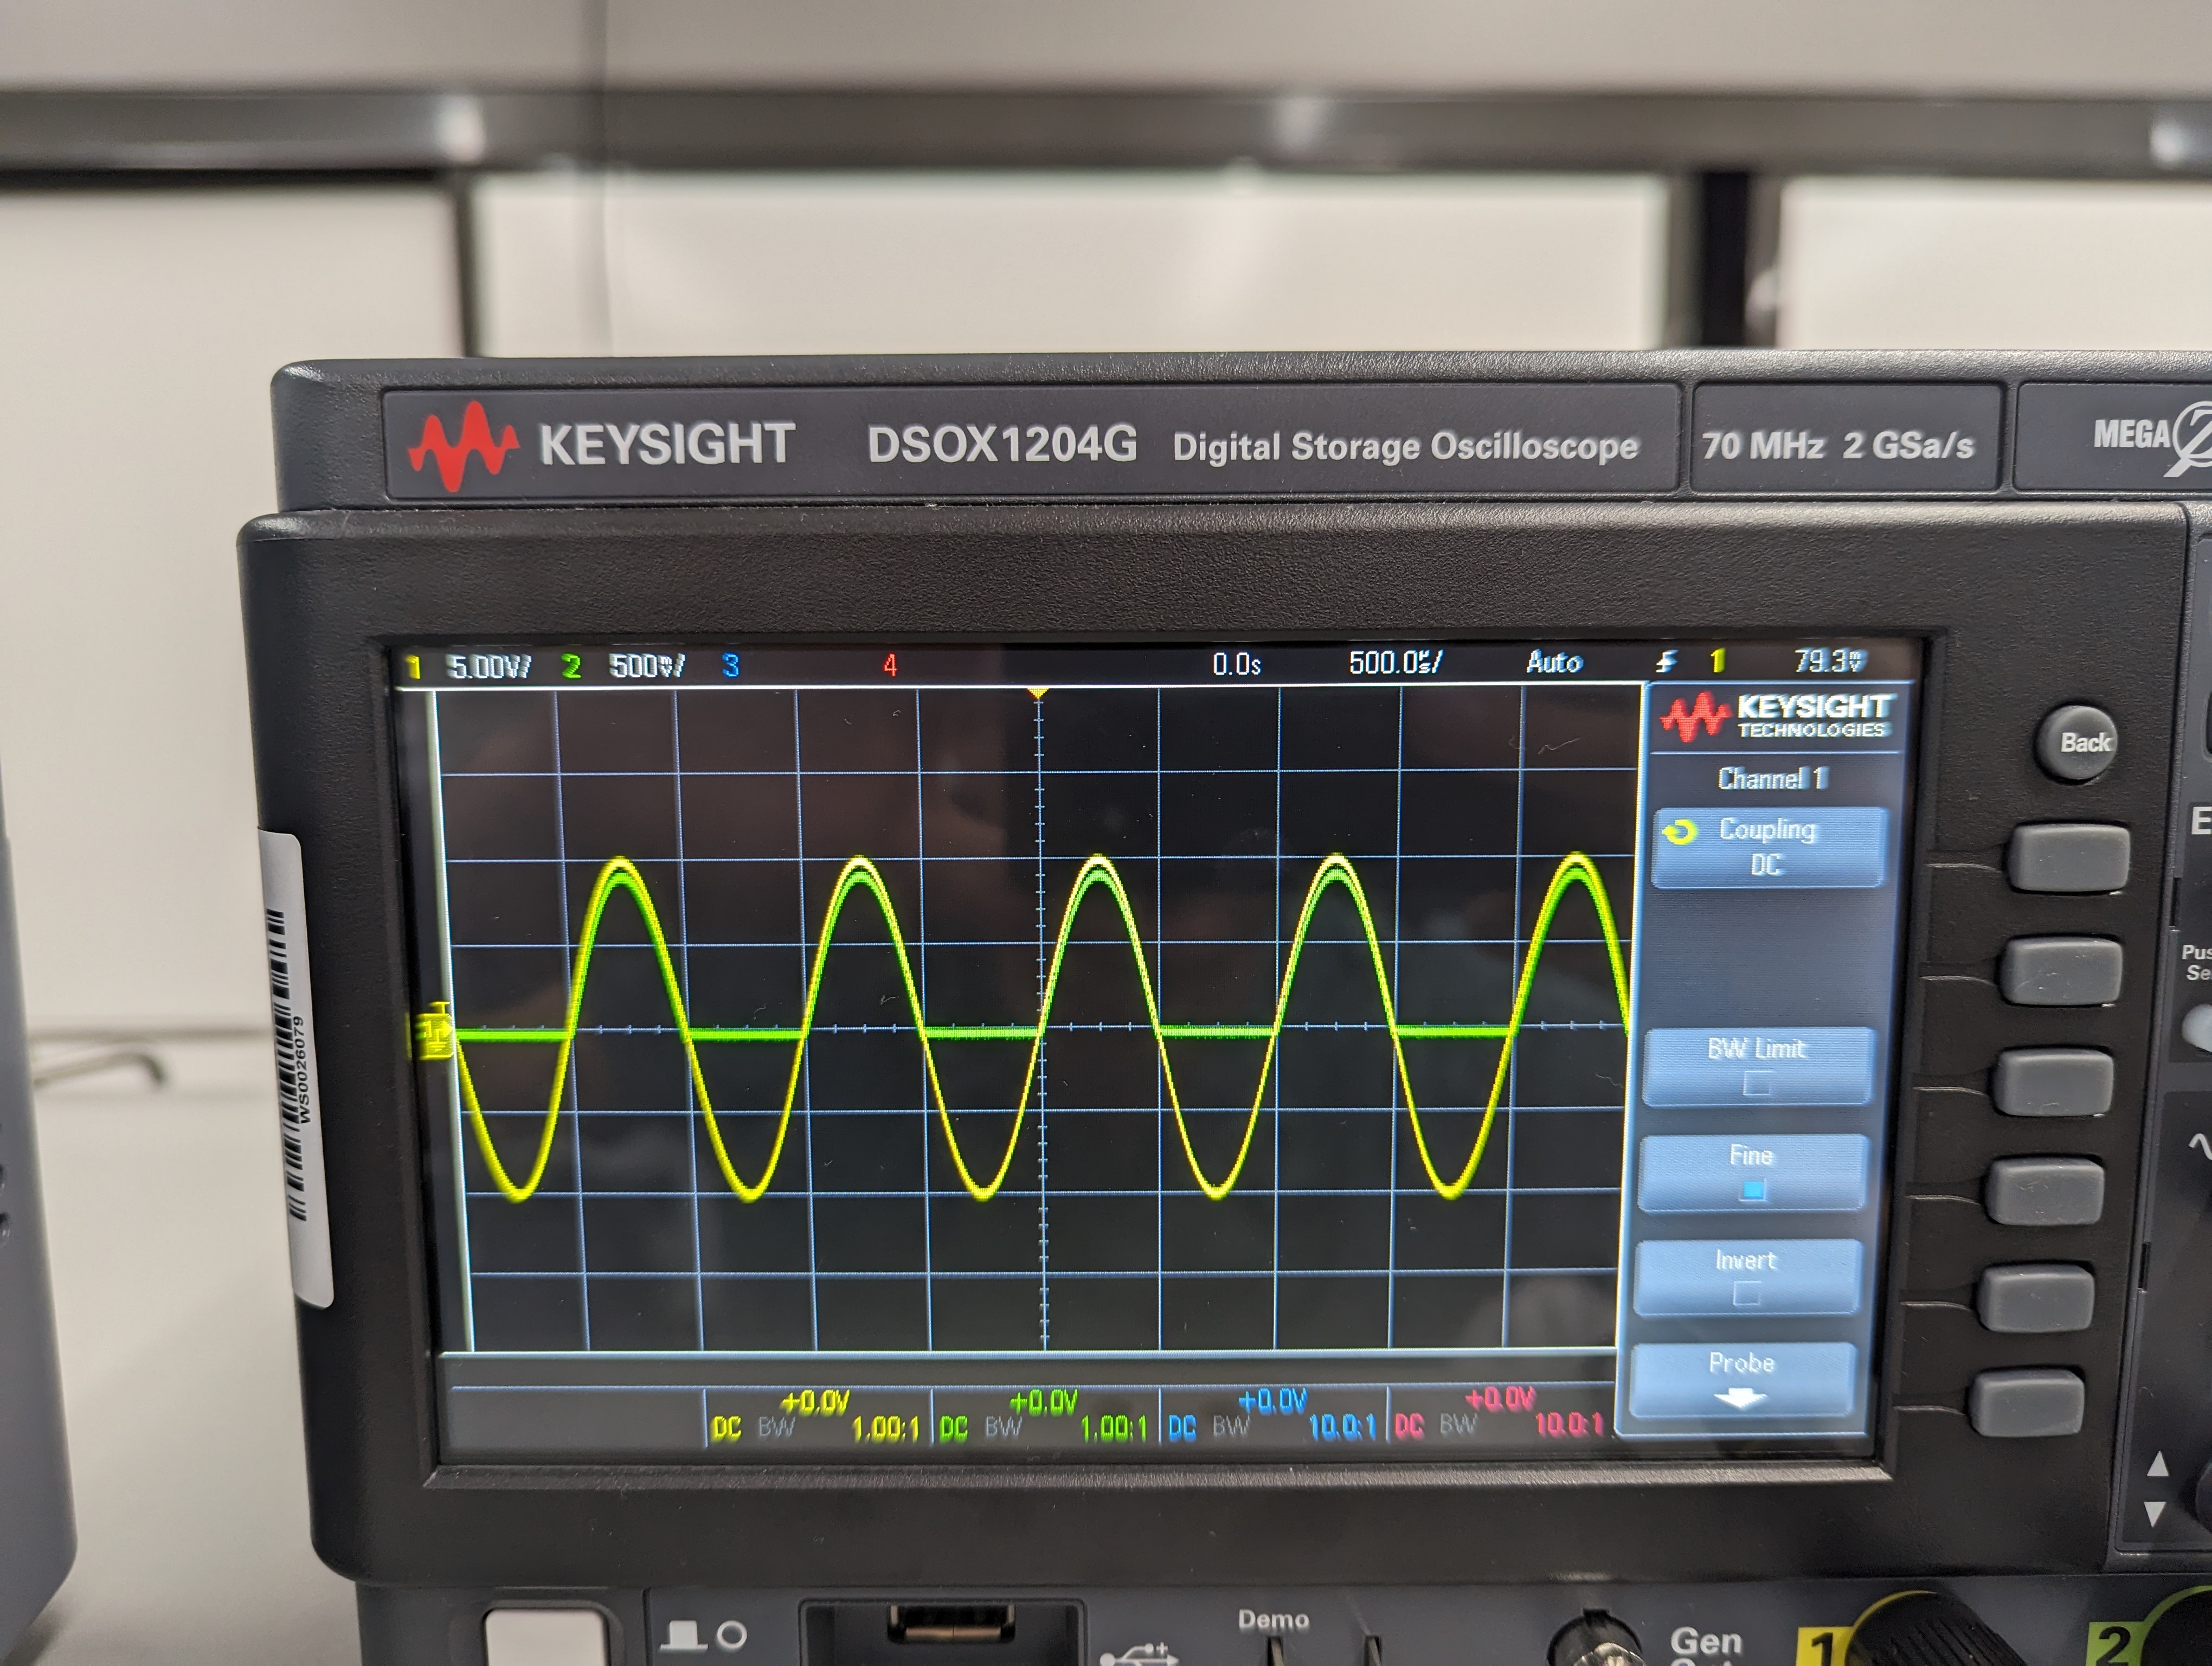 KEYSIGHT DSOX1204G Digital Storage Oscilloscope 70 MHz 2 GSa/s MEGA
1 5.00V/ 2 500mV/ 3 4 0.0s 500.0µs/ Auto 1 79.3mV
KEYSIGHT
TECHNOLOGIES
Channel 1
Coupling
DC
BW Limit
Fine
Invert
Probe
Back
WS0026079
+0.0V +0.0V +0.0V +0.0V
DC BW 1.00:1 DC BW 1.00:1 DC BW 10.0:1 DC BW 10.0:1
Demo
Gen
1
2